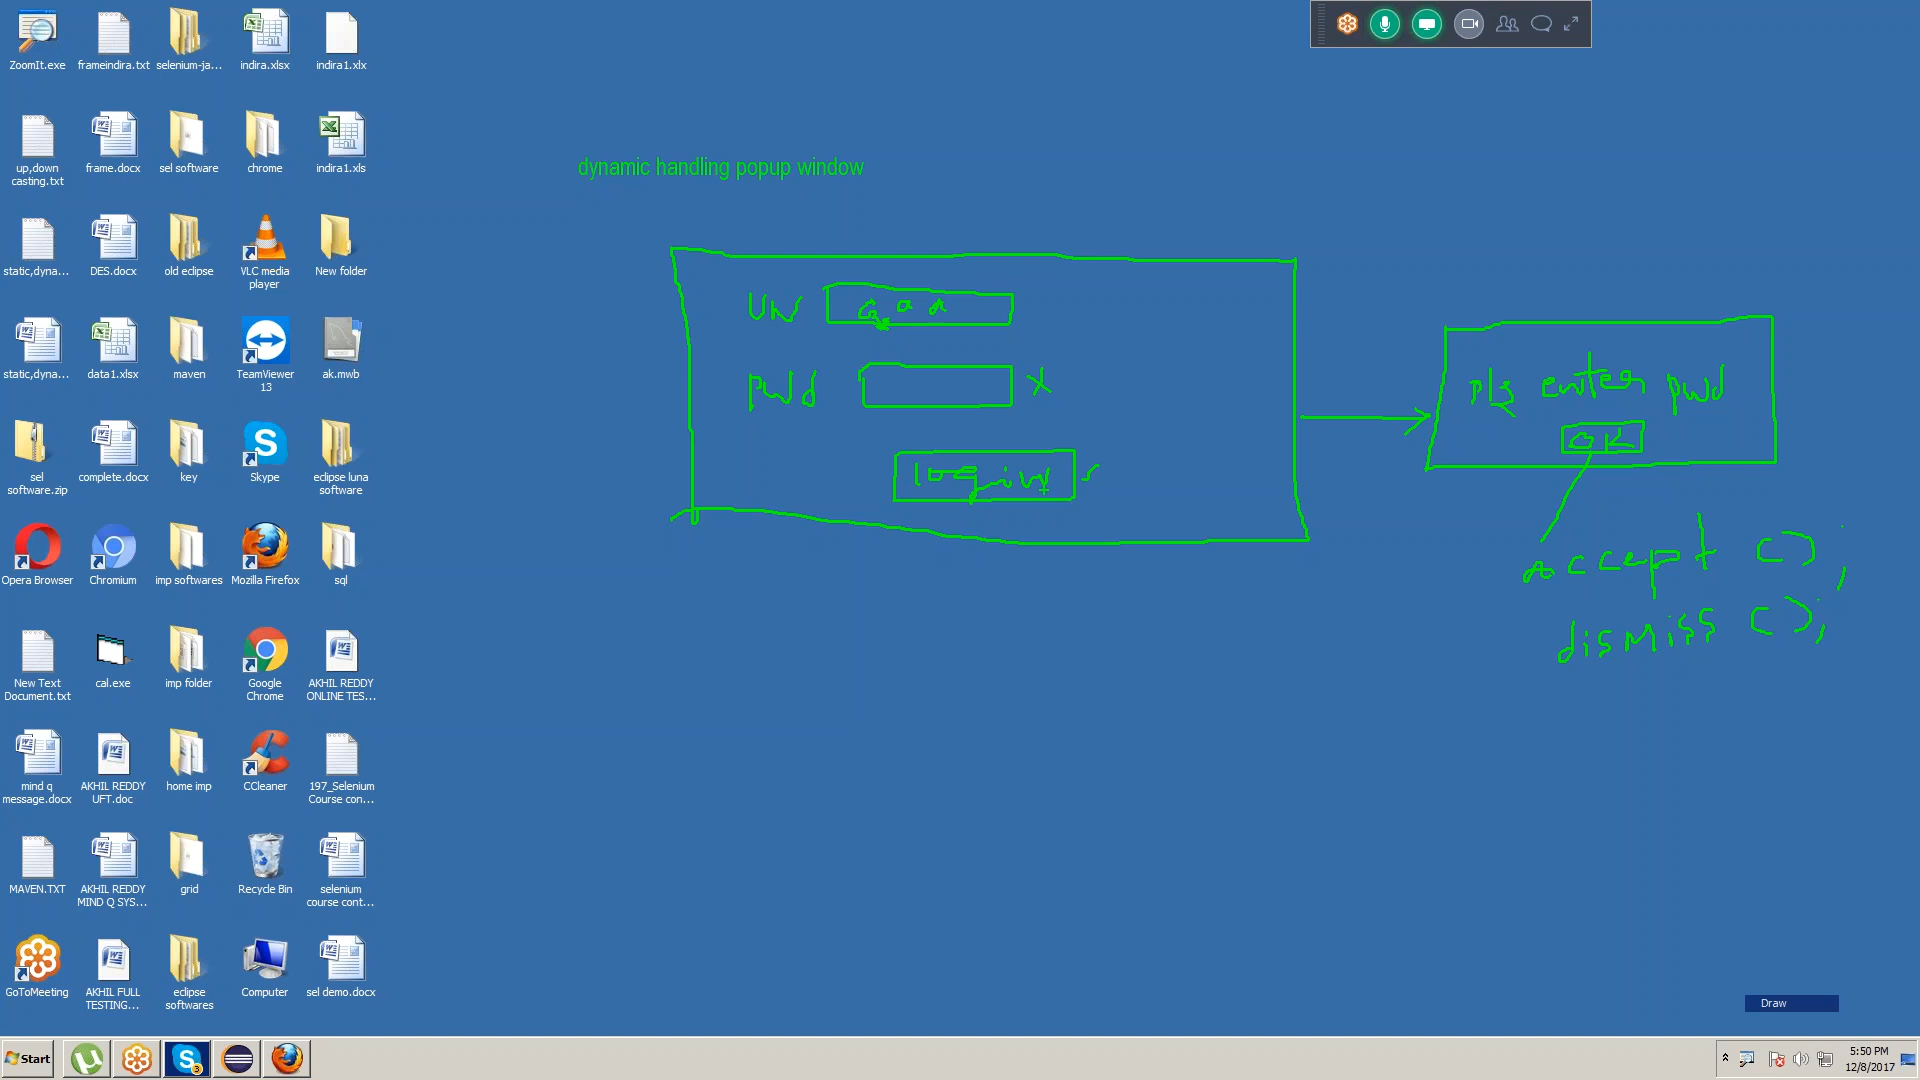 ZoomIt.exe
frameindira.txt
selenium-ja...
indira.xlsx
indira1.xlx
up,down casting.txt
frame.docx
sel software
chrome
indira1.xls
static,dyna...
DES.docx
old eclipse
VLC media player
New folder
static,dyna...
data1.xlsx
maven
TeamViewer 13
ak.mwb
sel software.zip
complete.docx
key
Skype
eclipse luna software
Opera Browser
Chromium
imp softwares
Mozilla Firefox
sql
New Text Document.txt
cal.exe
imp folder
Google Chrome
AKHIL REDDY ONLINE TES...
mind q message.docx
AKHIL REDDY UFT.doc
home imp
CCleaner
197_Selenium Course con...
MAVEN.TXT
AKHIL REDDY MIND Q SYS...
grid
Recycle Bin
selenium course cont...
GoToMeeting
AKHIL FULL TESTING...
eclipse softwares
Computer
sel demo.docx
dynamic handling popup window
UN
pwd X
login
plz enter pwd
OK
accept ();
dismiss ();
Draw
Start
3
5:50 PM
12/8/2017